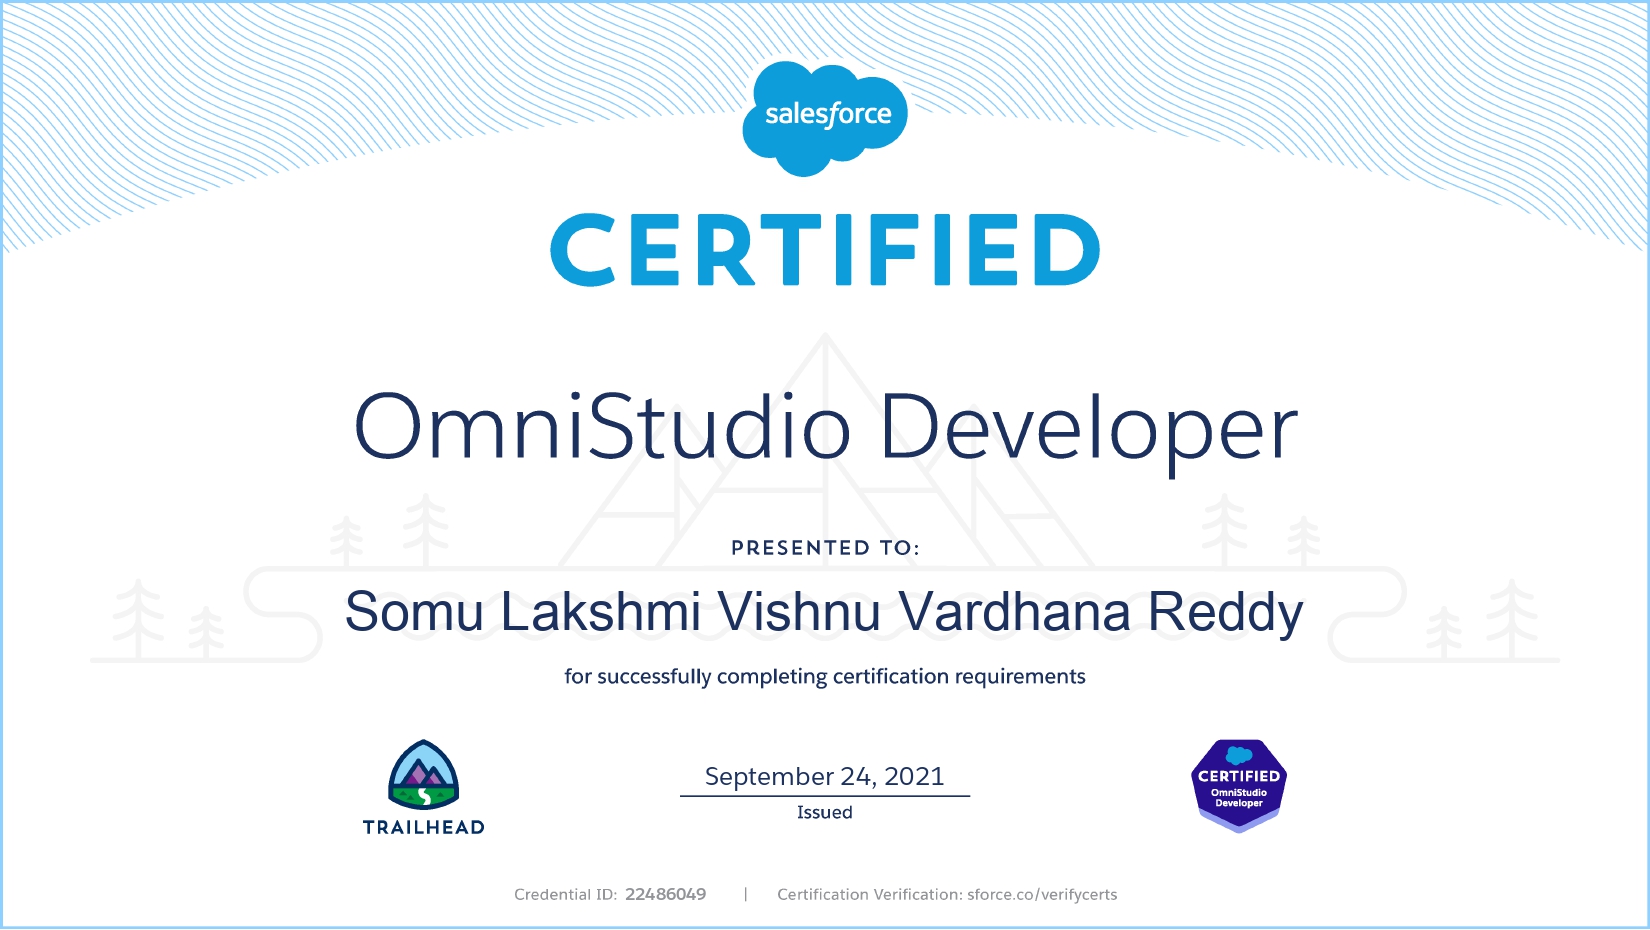 salesforce
CERTIFIED
OmniStudio Developer
PRESENTED TO:
Somu Lakshmi Vishnu Vardhana Reddy
for successfully completing certification requirements
TRAILHEAD
September 24, 2021
Issued
CERTIFIED
OmniStudio
Developer
Credential ID: 22486049 | Certification Verification: sforce.co/verifycerts